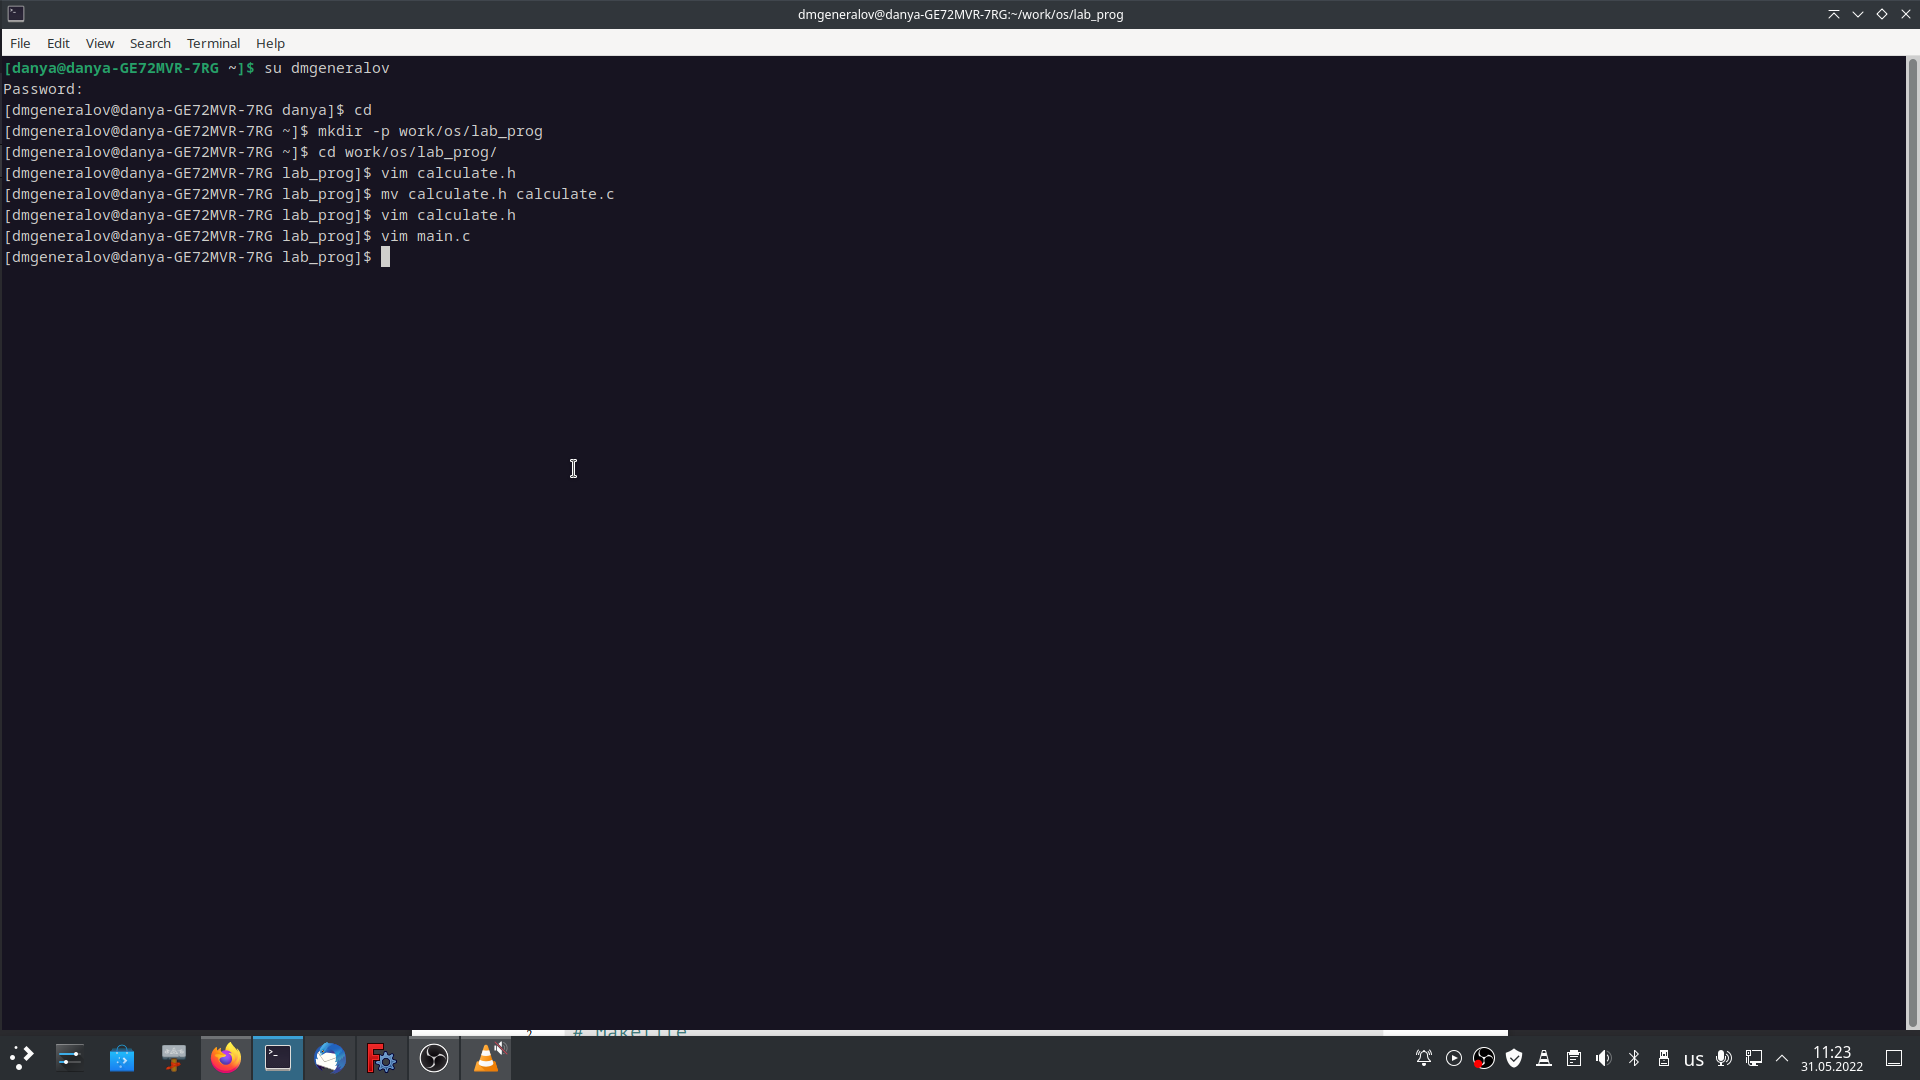 dmgeneralov@danya-GE72MVR-7RG:~/work/os/lab_prog
File Edit View Search Terminal Help
[danya@danya-GE72MVR-7RG ~]$ su dmgeneralov
Password:
[dmgeneralov@danya-GE72MVR-7RG danya]$ cd
[dmgeneralov@danya-GE72MVR-7RG ~]$ mkdir -p work/os/lab_prog
[dmgeneralov@danya-GE72MVR-7RG ~]$ cd work/os/lab_prog/
[dmgeneralov@danya-GE72MVR-7RG lab_prog]$ vim calculate.h
[dmgeneralov@danya-GE72MVR-7RG lab_prog]$ mv calculate.h calculate.c
[dmgeneralov@danya-GE72MVR-7RG lab_prog]$ vim calculate.h
[dmgeneralov@danya-GE72MVR-7RG lab_prog]$ vim main.c
[dmgeneralov@danya-GE72MVR-7RG lab_prog]$
2 # Makefile
us
11:23
31.05.2022